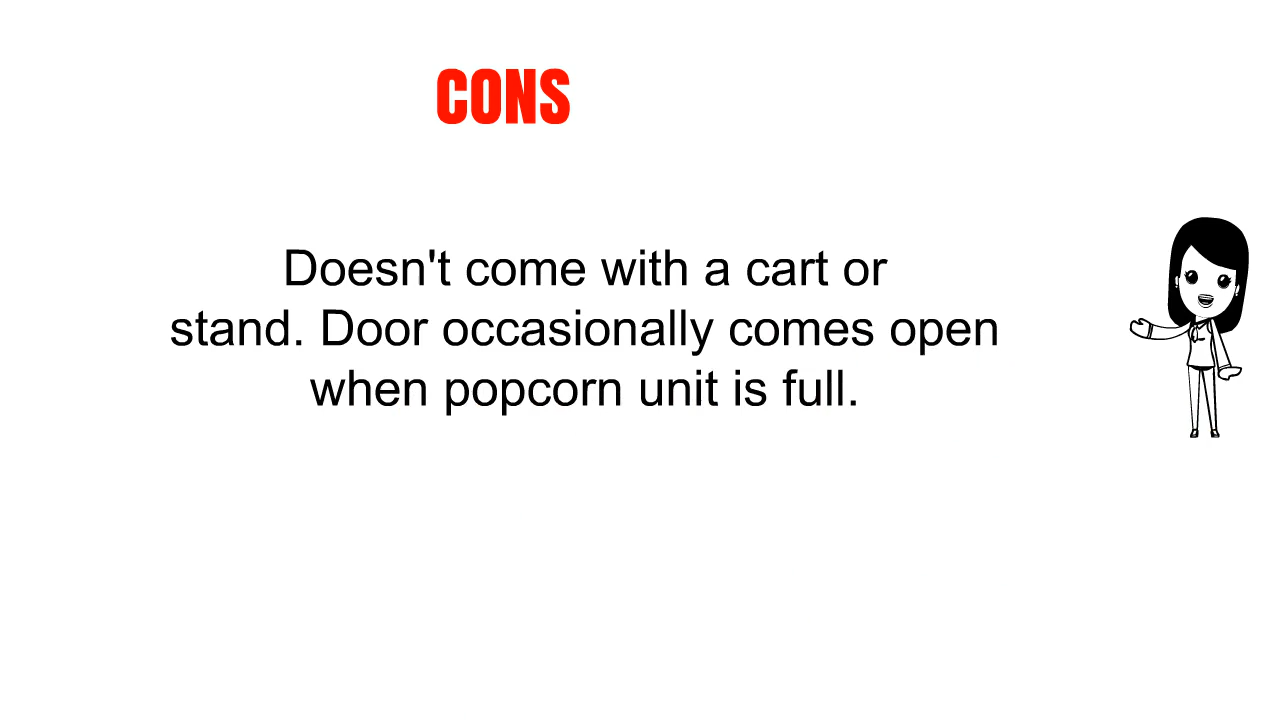 CONS
Doesn't come with a cart or
stand. Door occasionally comes open
when popcorn unit is full.